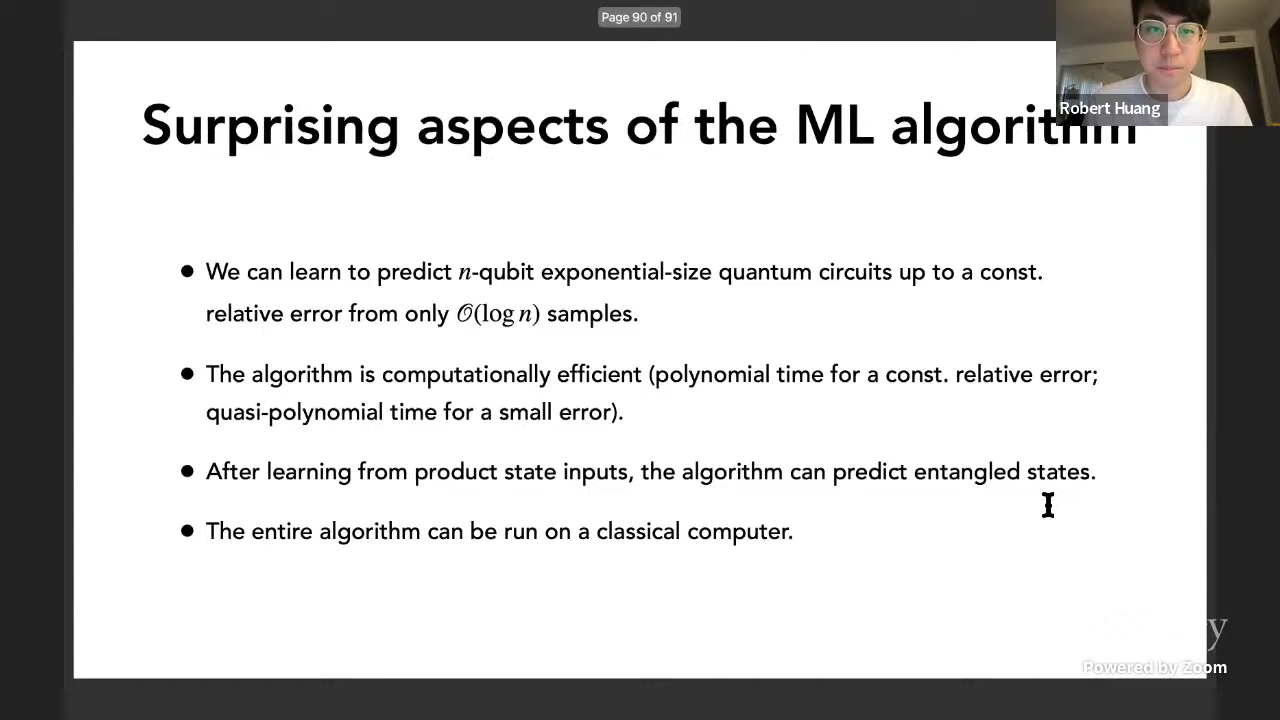 Page 90 of 91
Robert Huang
Surprising aspects of the ML algorithm
● We can learn to predict n-qubit exponential-size quantum circuits up to a const.
relative error from only 𝒪(log n) samples.
● The algorithm is computationally efficient (polynomial time for a const. relative error;
quasi-polynomial time for a small error).
● After learning from product state inputs, the algorithm can predict entangled states.
● The entire algorithm can be run on a classical computer.
Powered by Zoom